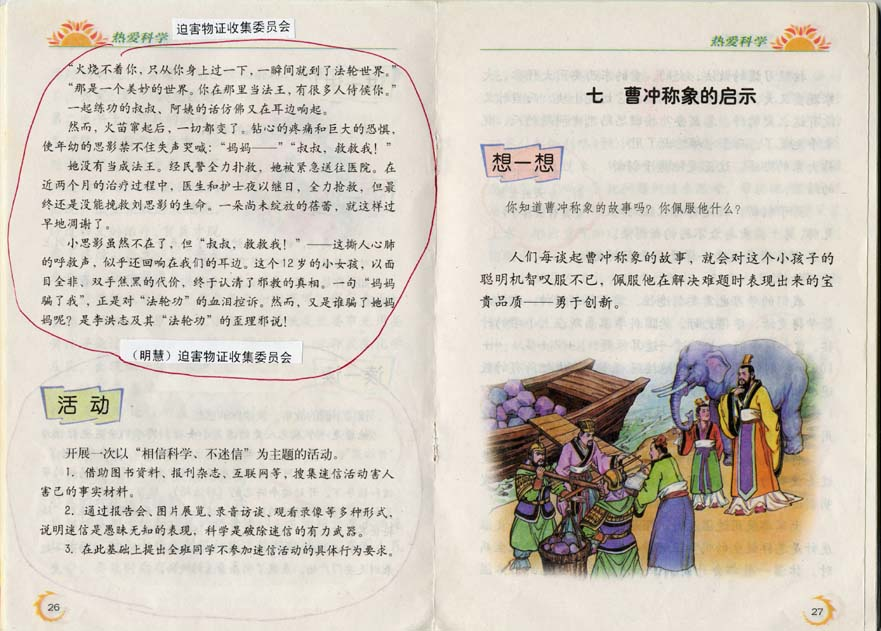 热爱科学
迫害物证收集委员会
“火烧不着你，只从你身上过一下，一瞬间就到了法轮世界。”
“那是一个美妙的世界。你在那里当法王，有很多人侍侯你。”
一起练功的叔叔、阿姨的话仿佛又在耳边响起。
然而，火苗窜起后，一切都变了。钻心的疼痛和巨大的恐惧，
使年幼的思影禁不住失声哭喊：“妈妈——”“叔叔，救救我！”
她没有当成法王。经民警全力扑救，她被紧急送往医院。在
近两个月的治疗过程中，医生和护士夜以继日，全力抢救，但最
终还是没能挽救刘思影的生命。一朵尚未绽放的蓓蕾，就这样过
早地凋谢了。
小思影虽然不在了，但“叔叔，救救我！”——这撕人心肺
的呼救声，似乎还回响在我们的耳边。这个12岁的小女孩，以面
目全非、双手焦黑的代价，终于认清了邪教的真相。一句“妈妈
骗了我”，正是对“法轮功”的血泪控诉。然而，又是谁骗了她妈
妈呢？是李洪志及其“法轮功”的歪理邪说！
（明慧）迫害物证收集委员会
活动
开展一次以“相信科学、不迷信”为主题的活动。
1．借助图书资料、报刊杂志、互联网等，搜集迷信活动害人
害己的事实材料。
2．通过报告会、图片展览、录音访谈、观看录像等多种形式，
说明迷信是愚昧无知的表现，科学是破除迷信的有力武器。
3．在此基础上提出全班同学不参加迷信活动的具体行为要求。
26
热爱科学
七 曹冲称象的启示
想一想
你知道曹冲称象的故事吗？你佩服他什么？
人们每谈起曹冲称象的故事，就会对这个小孩子的
聪明机智叹服不已，佩服他在解决难题时表现出来的宝
贵品质——勇于创新。
27